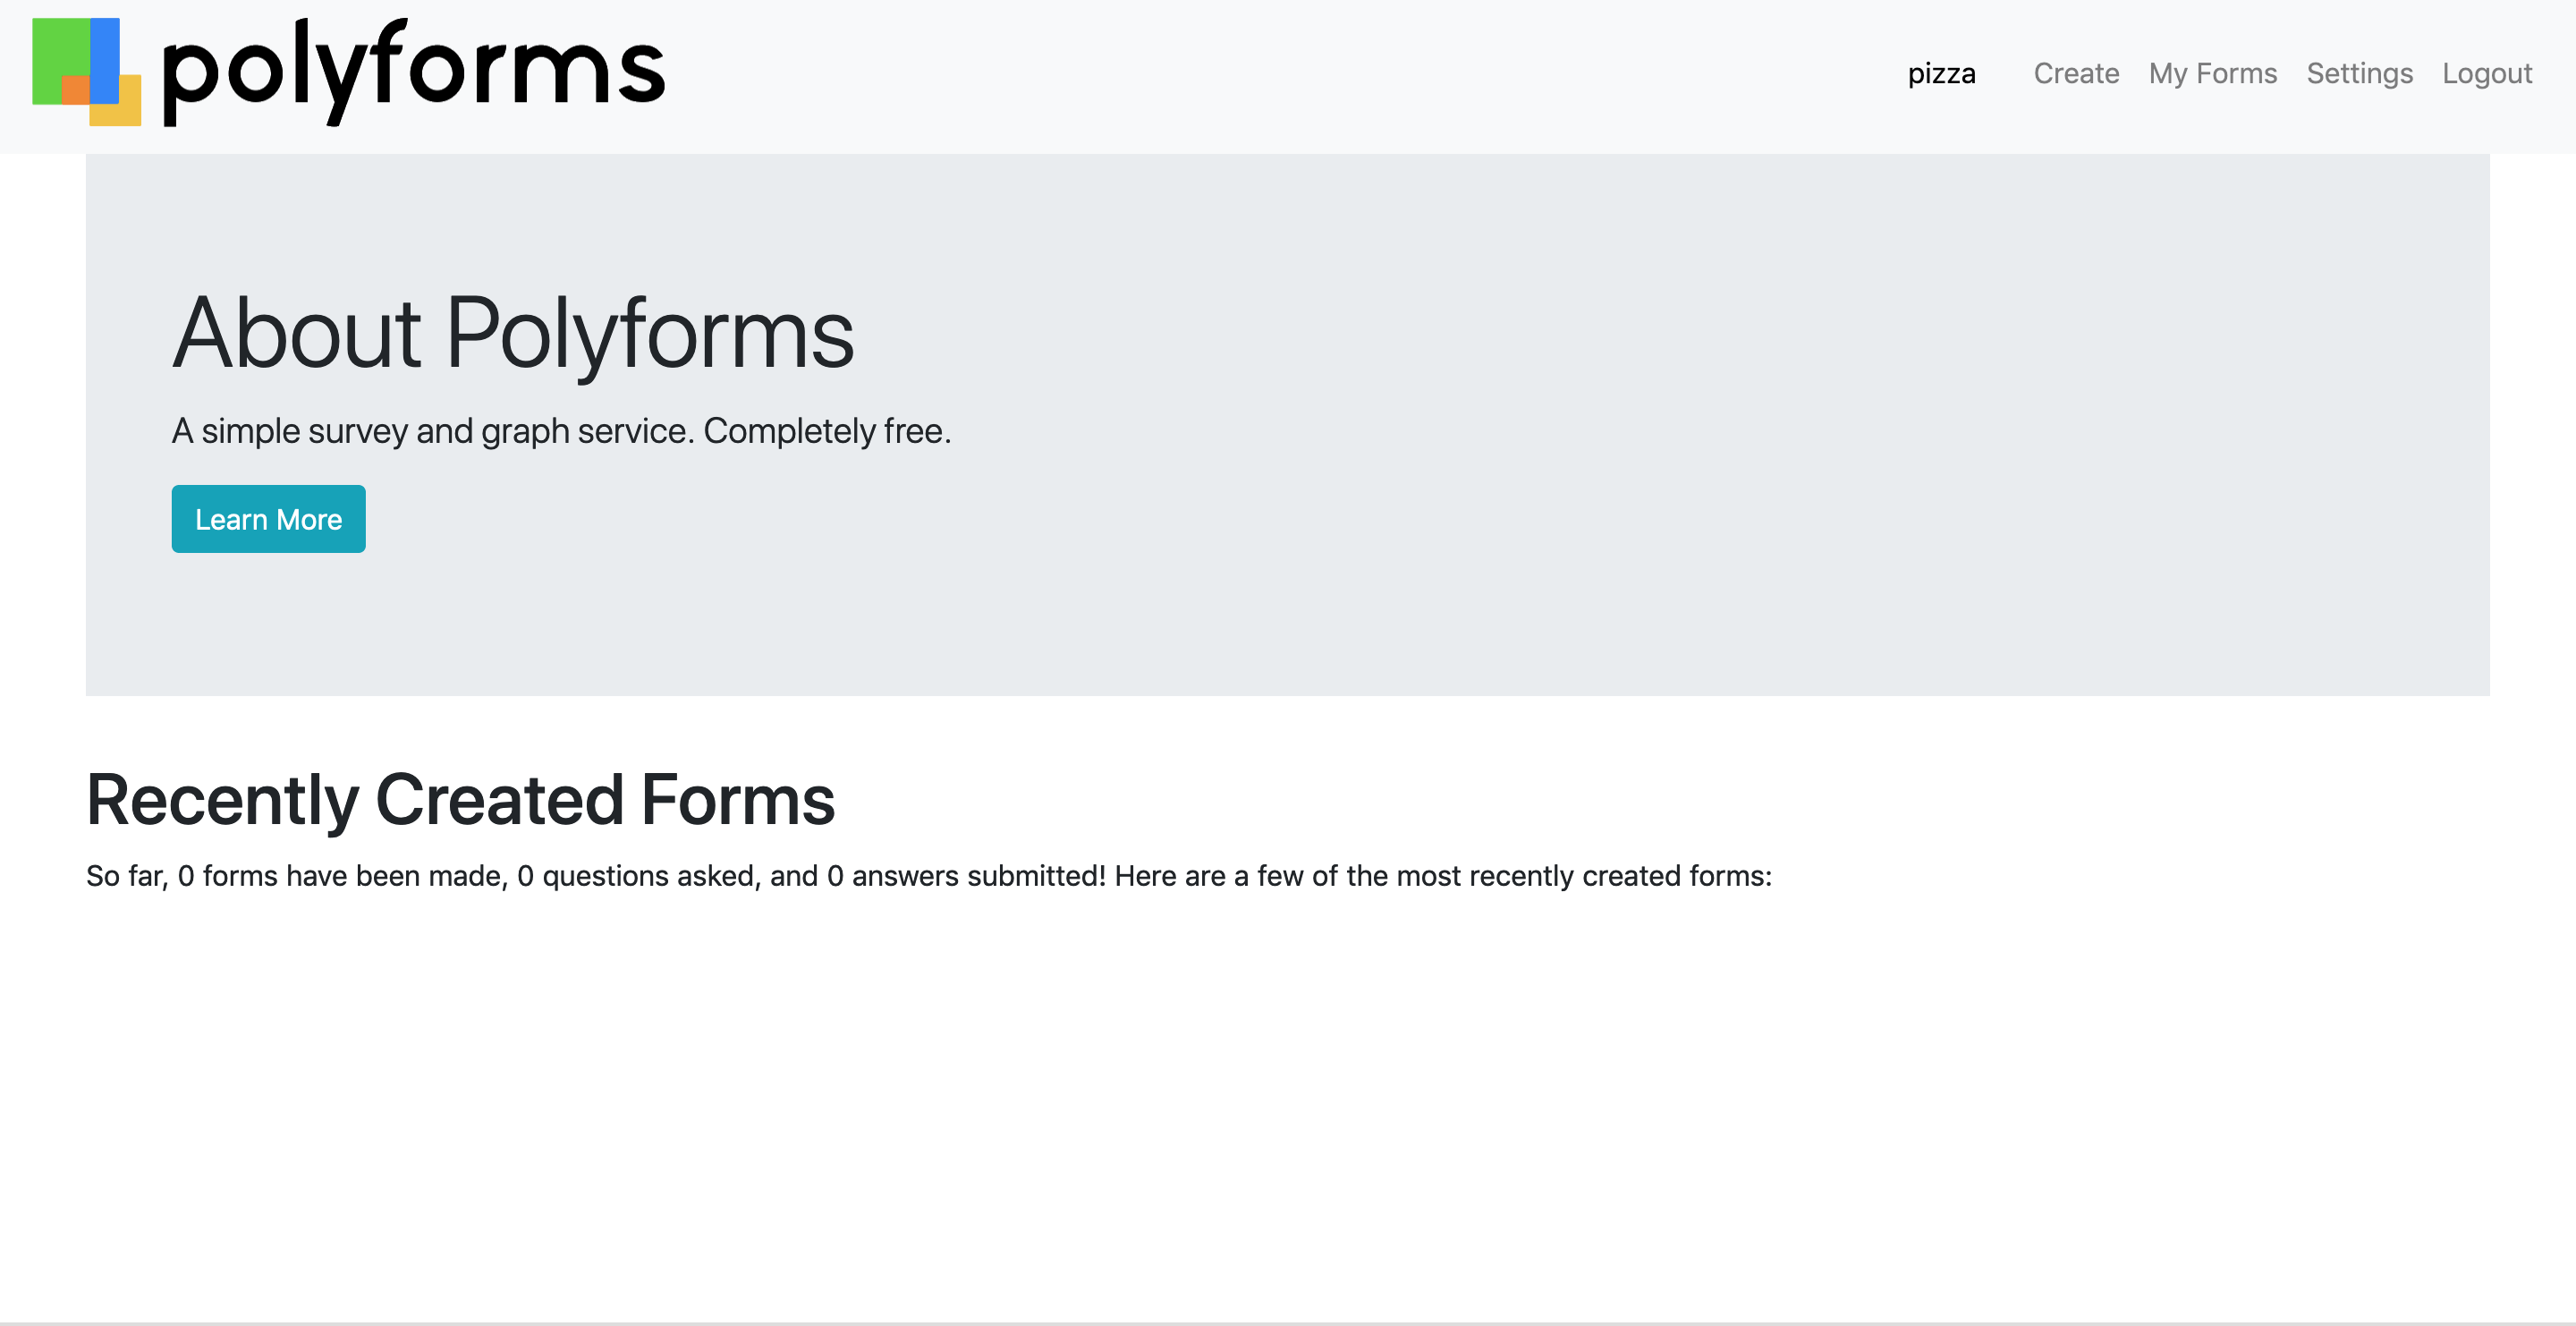 polyforms
pizza Create My Forms Settings Logout
About Polyforms
A simple survey and graph service. Completely free.
Learn More
Recently Created Forms
So far, 0 forms have been made, 0 questions asked, and 0 answers submitted! Here are a few of the most recently created forms: